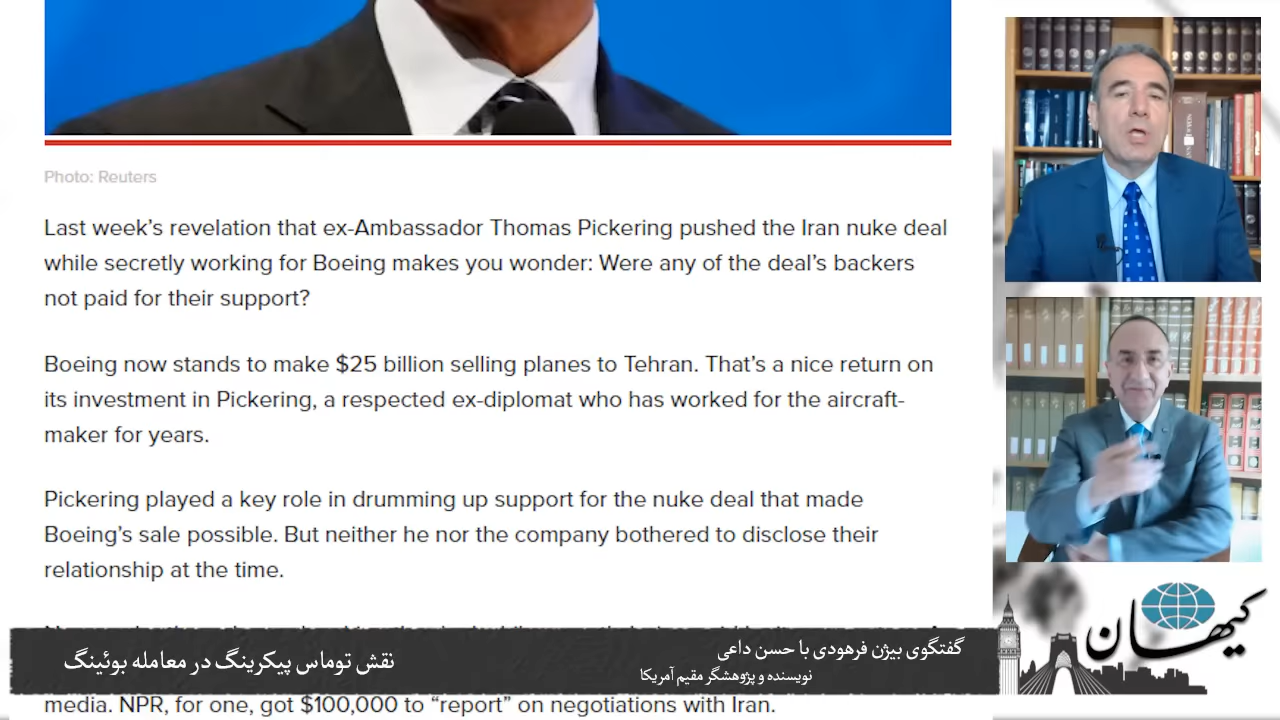 Photo: Reuters
Last week’s revelation that ex-Ambassador Thomas Pickering pushed the Iran nuke deal
while secretly working for Boeing makes you wonder: Were any of the deal’s backers
not paid for their support?
Boeing now stands to make $25 billion selling planes to Tehran. That’s a nice return on
its investment in Pickering, a respected ex-diplomat who has worked for the aircraft-
maker for years.
Pickering played a key role in drumming up support for the nuke deal that made
Boeing’s sale possible. But neither he nor the company bothered to disclose their
relationship at the time.
media. NPR, for one, got $100,000 to “report” on negotiations with Iran.
گفتگوی بیژن فرهودی با حسن داعی
نویسنده و پژوهشگر مقیم آمریکا
نقش توماس پیکرینگ در معامله بوئینگ
کیهان